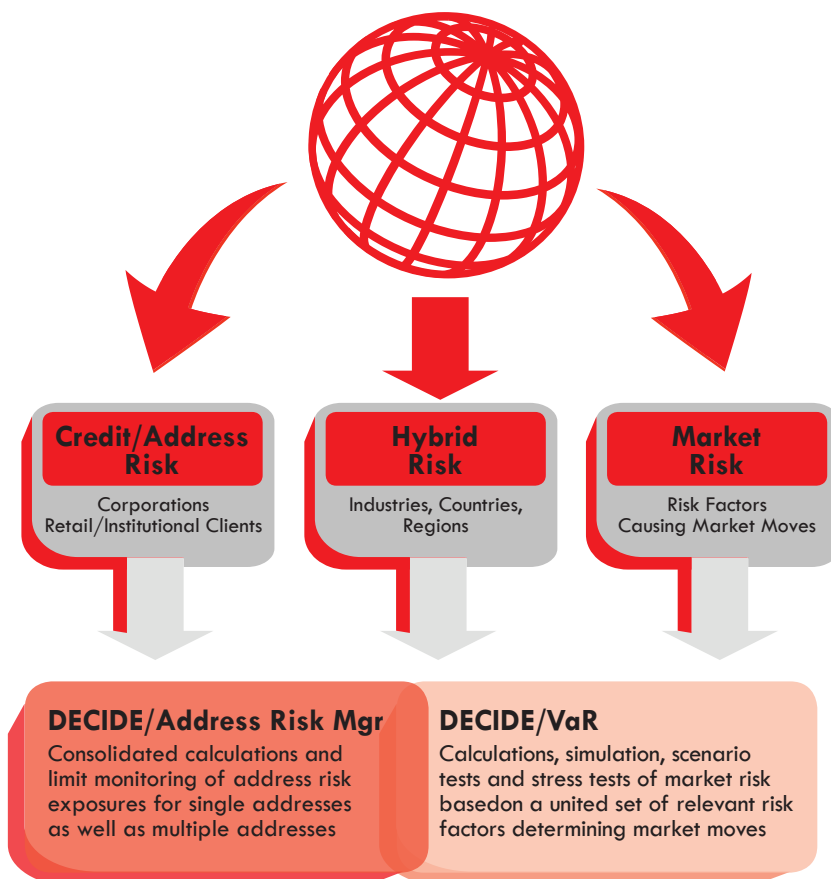 Credit/Address
Risk
Corporations
Retail/Institutional Clients
Hybrid
Risk
Industries, Countries,
Regions
Market
Risk
Risk Factors
Causing Market Moves
DECIDE/Address Risk Mgr
Consolidated calculations and
limit monitoring of address risk
exposures for single addresses
as well as multiple addresses
DECIDE/VaR
Calculations, simulation, scenario
tests and stress tests of market risk
basedon a united set of relevant risk
factors determining market moves